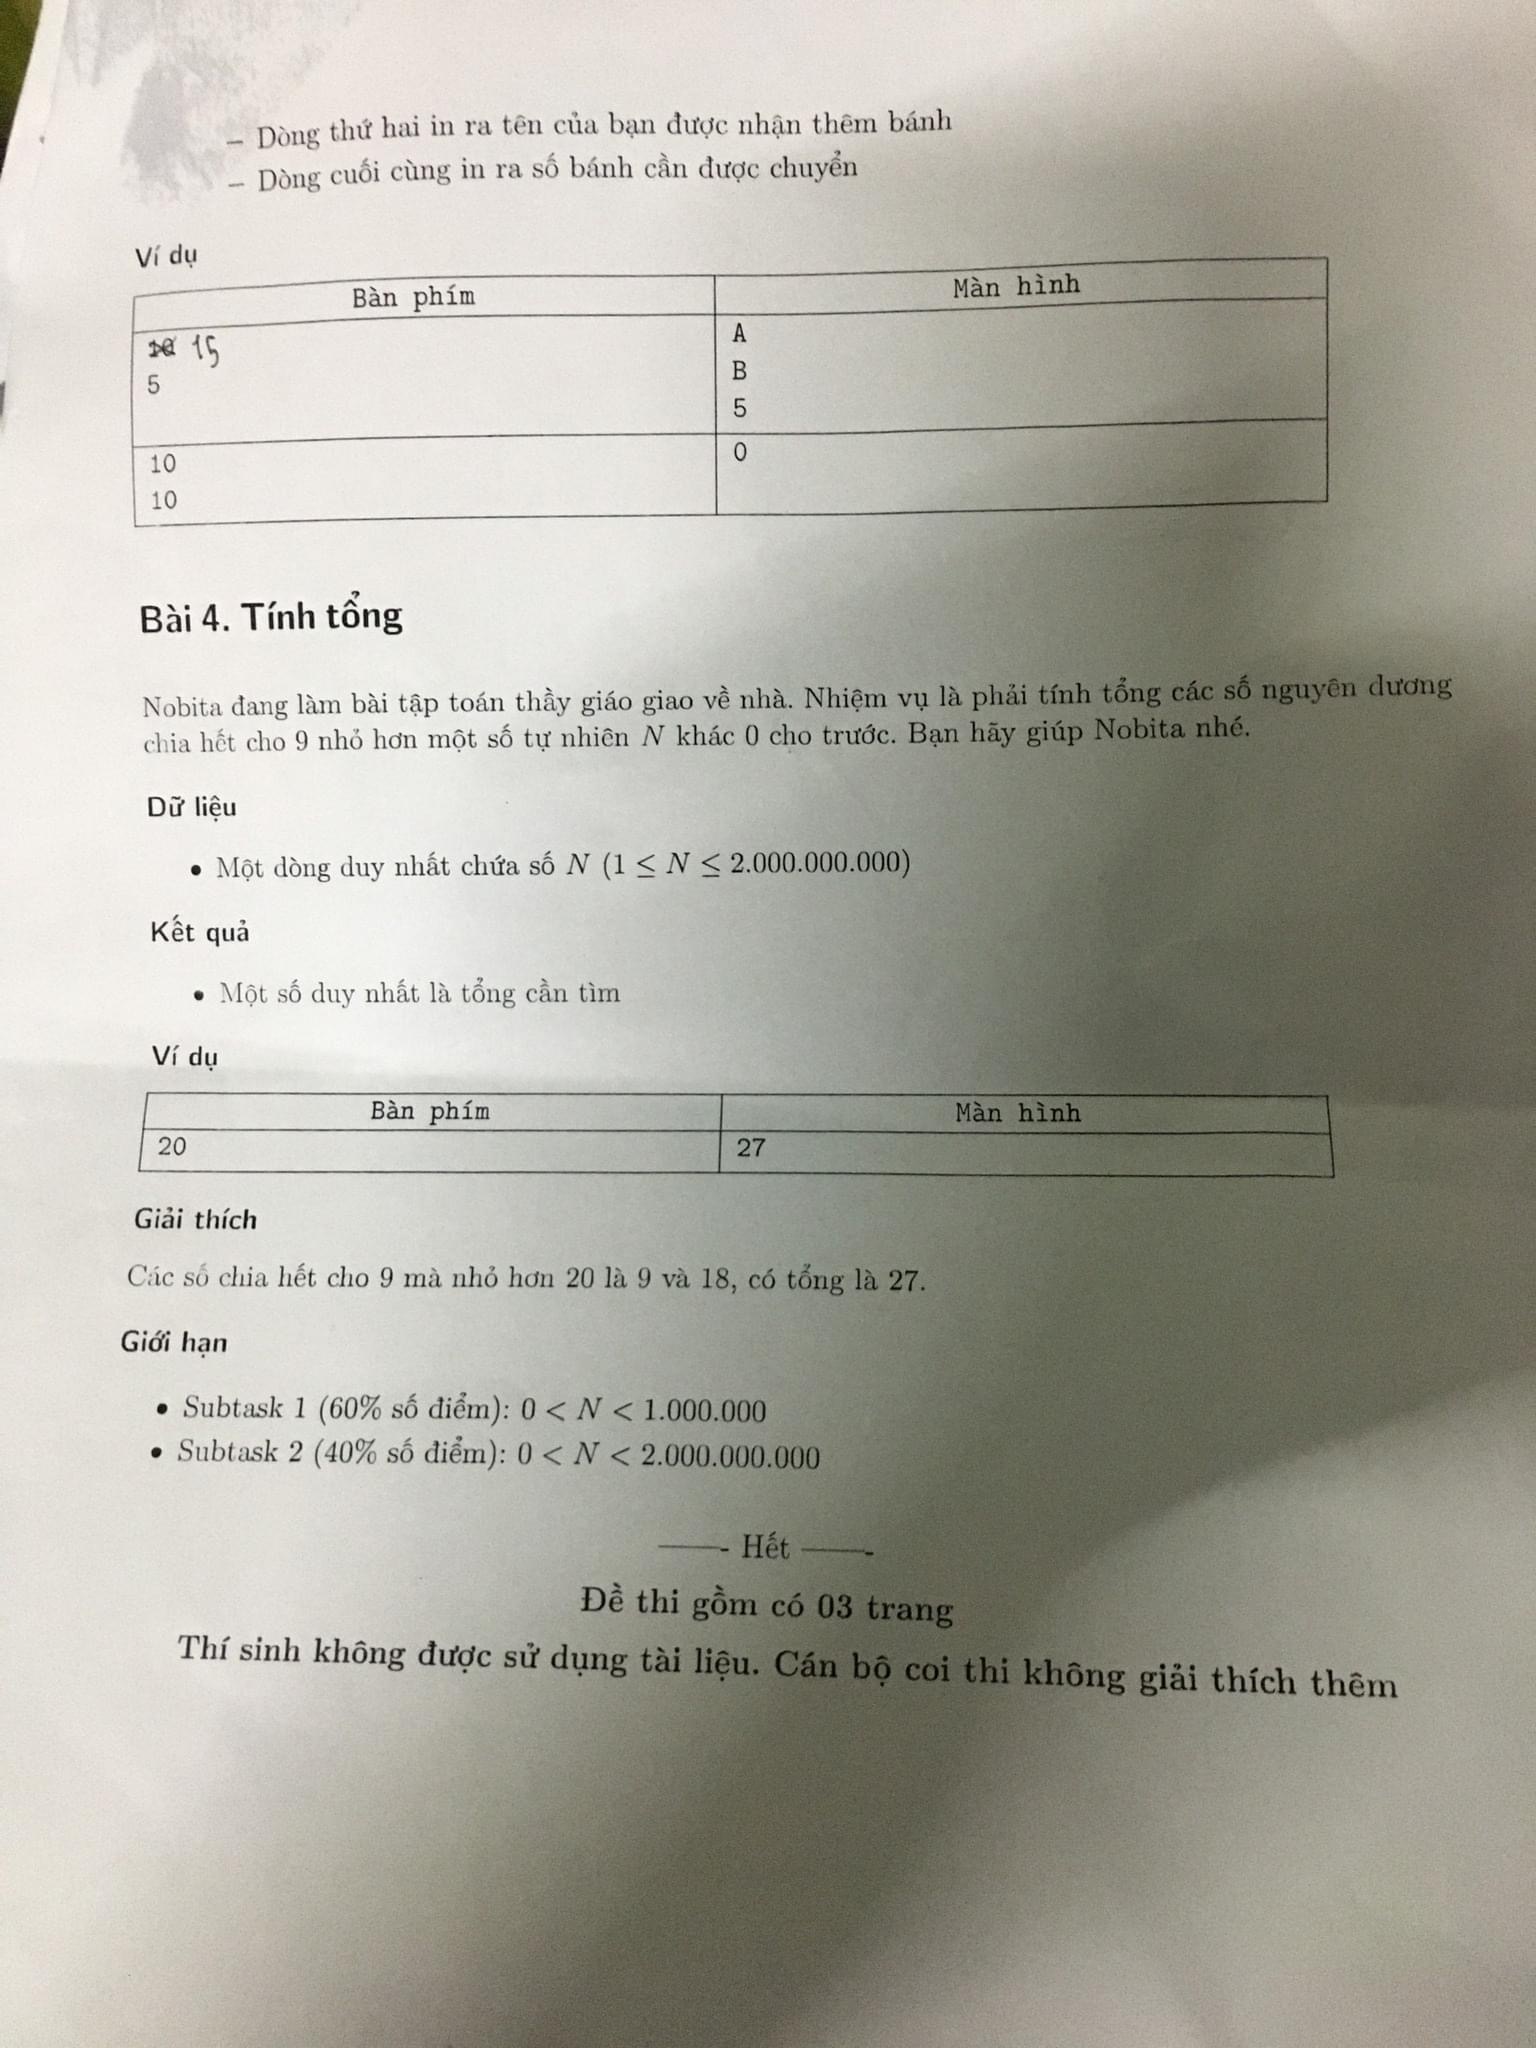 – Dòng thứ hai in ra tên của bạn được nhận thêm bánh
– Dòng cuối cùng in ra số bánh cần được chuyển
Ví dụ
Bàn phím Màn hình
15 A
5 B
5
10 0
10
Bài 4. Tính tổng
Nobita đang làm bài tập toán thầy giáo giao về nhà. Nhiệm vụ là phải tính tổng các số nguyên dương
chia hết cho 9 nhỏ hơn một số tự nhiên N khác 0 cho trước. Bạn hãy giúp Nobita nhé.
Dữ liệu
• Một dòng duy nhất chứa số N (1 ≤ N ≤ 2.000.000.000)
Kết quả
• Một số duy nhất là tổng cần tìm
Ví dụ
Bàn phím Màn hình
20 27
Giải thích
Các số chia hết cho 9 mà nhỏ hơn 20 là 9 và 18, có tổng là 27.
Giới hạn
• Subtask 1 (60% số điểm): 0 < N < 1.000.000
• Subtask 2 (40% số điểm): 0 < N < 2.000.000.000
——- Hết ——-
Đề thi gồm có 03 trang
Thí sinh không được sử dụng tài liệu. Cán bộ coi thi không giải thích thêm